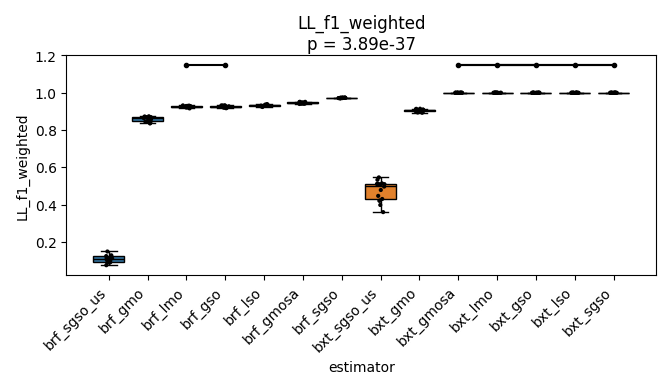 LL_f1_weighted
p = 3.89e-37
LL_f1_weighted
1.2
1.0
0.8
0.6
0.4
0.2
brf_sgso_us
brf_gmo
brf_lmo
brf_gso
brf_lso
brf_gmosa
brf_sgso
bxt_sgso_us
bxt_gmo
bxt_gmosa
bxt_lmo
bxt_gso
bxt_lso
bxt_sgso
estimator